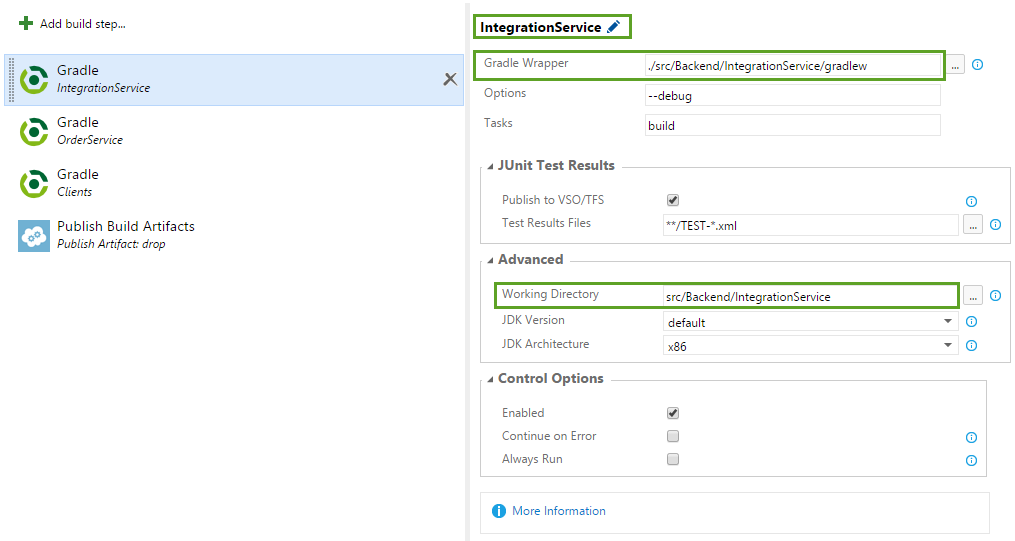 Add build step...
Gradle
IntegrationService
Gradle
OrderService
Gradle
Clients
Publish Build Artifacts
Publish Artifact: drop
IntegrationService
Gradle Wrapper ./src/Backend/IntegrationService/gradlew ...
Options --debug
Tasks build
JUnit Test Results
Publish to VSO/TFS
Test Results Files **/TEST-*.xml ...
Advanced
Working Directory src/Backend/IntegrationService ...
JDK Version default
JDK Architecture x86
Control Options
Enabled
Continue on Error
Always Run
More Information